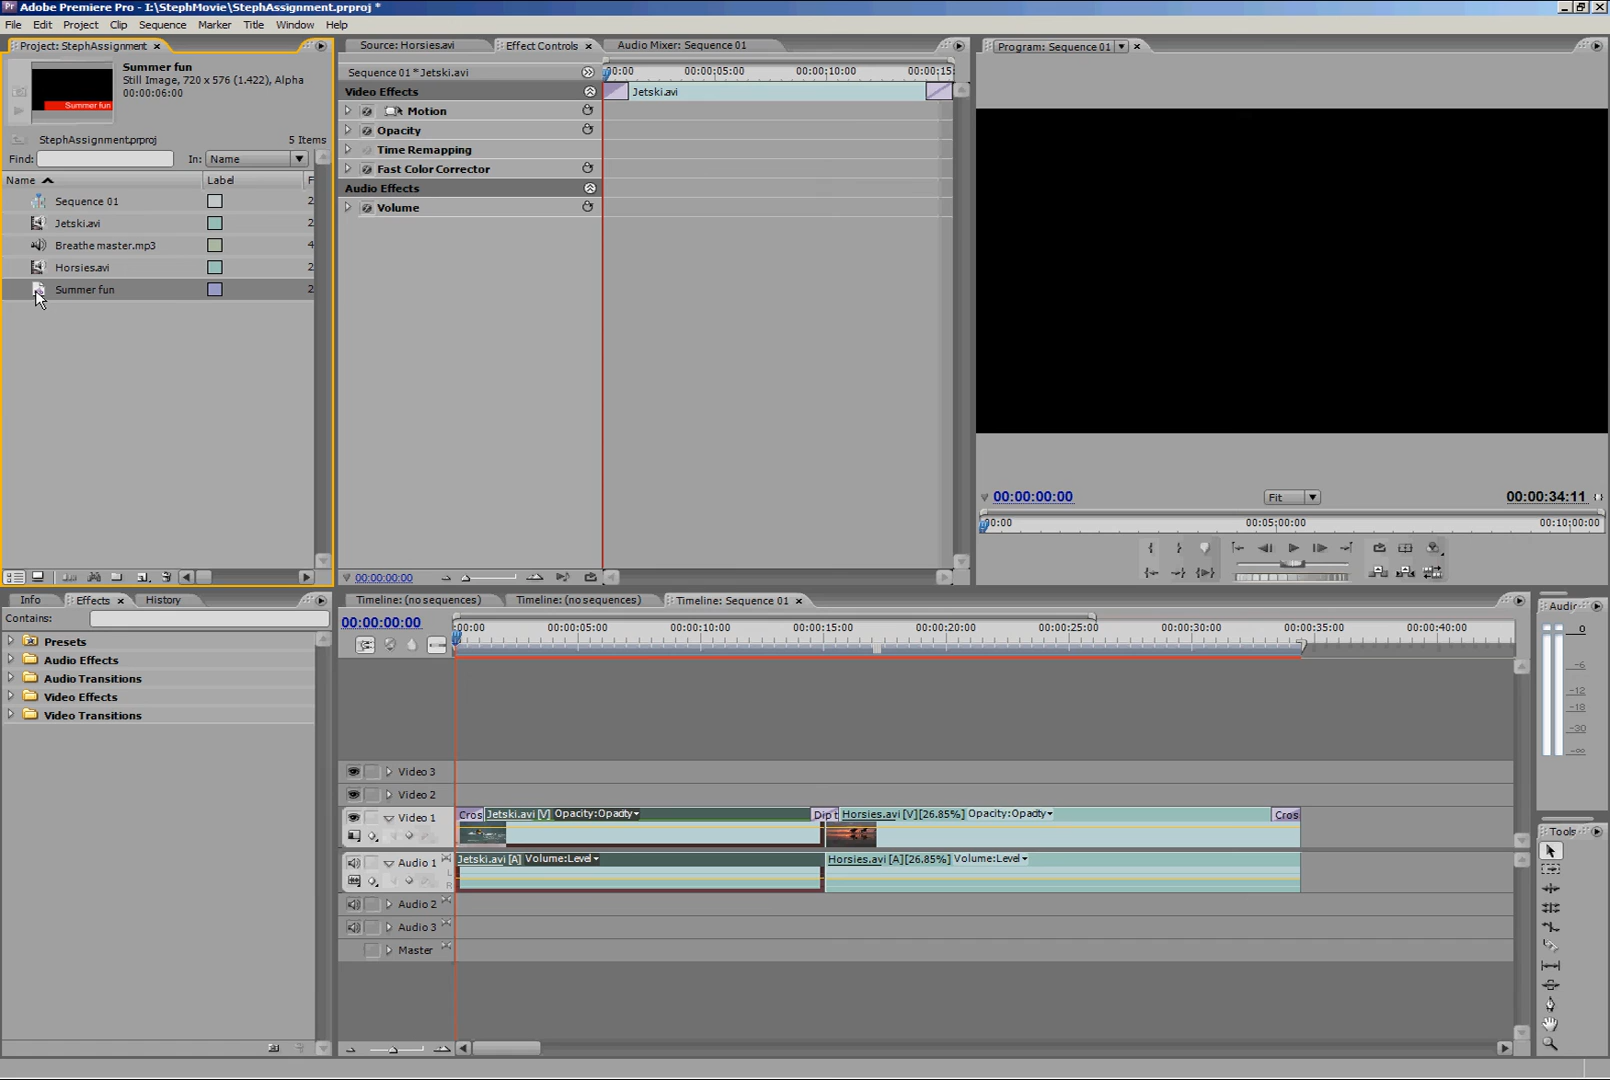 Adobe Premiere Pro - I:\StephMovie\StephAssignment.prproj *
File Edit Project Clip Sequence Marker Title Window Help
Project: StephAssignment
Summer fun
Still Image, 720 x 576 (1.422), Alpha
00:00:06:00
Summer fun
StephAssignment.prproj 5 Items
Find: In: Name
Name Label F
Sequence 01 2
Jetski.avi 2
Breathe master.mp3 4
Horsies.avi 2
Summer fun 2
Source: Horsies.avi Effect Controls Audio Mixer: Sequence 01
Sequence 01 * Jetski.avi
00:00 00:00:05:00 00:00:10:00 00:00:15:
Video Effects Jetski.avi
Motion
Opacity
Time Remapping
Fast Color Corrector
Audio Effects
Volume
00:00:00:00
Program: Sequence 01
00:00:00:00 Fit 00:00:34:11
00:00 00:05:00:00 00:10:00:00
Info Effects History
Contains:
Presets
Audio Effects
Audio Transitions
Video Effects
Video Transitions
Timeline: (no sequences) Timeline: (no sequences) Timeline: Sequence 01
00:00:00:00 :00:00 00:00:05:00 00:00:10:00 00:00:15:00 00:00:20:00 00:00:25:00 00:00:30:00 00:00:35:00 00:00:40:00
Video 3
Video 2
Video 1 Cros Jetski.avi [V] Opacity:Opacity Dip t Horsies.avi [V][26.85%] Opacity:Opacity Cros
Audio 1 Jetski.avi [A] Volume:Level Horsies.avi [A][26.85%] Volume:Level
L
R
Audio 2
Audio 3
Master
Audio
0
-6
-12
-18
-30
-∞
Tools